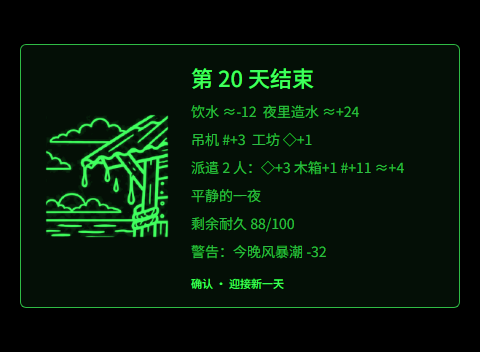 第 20 天结束
饮水 ≈-12 夜里造水 ≈+24
吊机 #+3 工坊 ◇+1
派遣 2 人：◇+3 木箱+1 #+11 ≈+4
平静的一夜
剩余耐久 88/100
警告：今晚风暴潮 -32
确认 · 迎接新一天